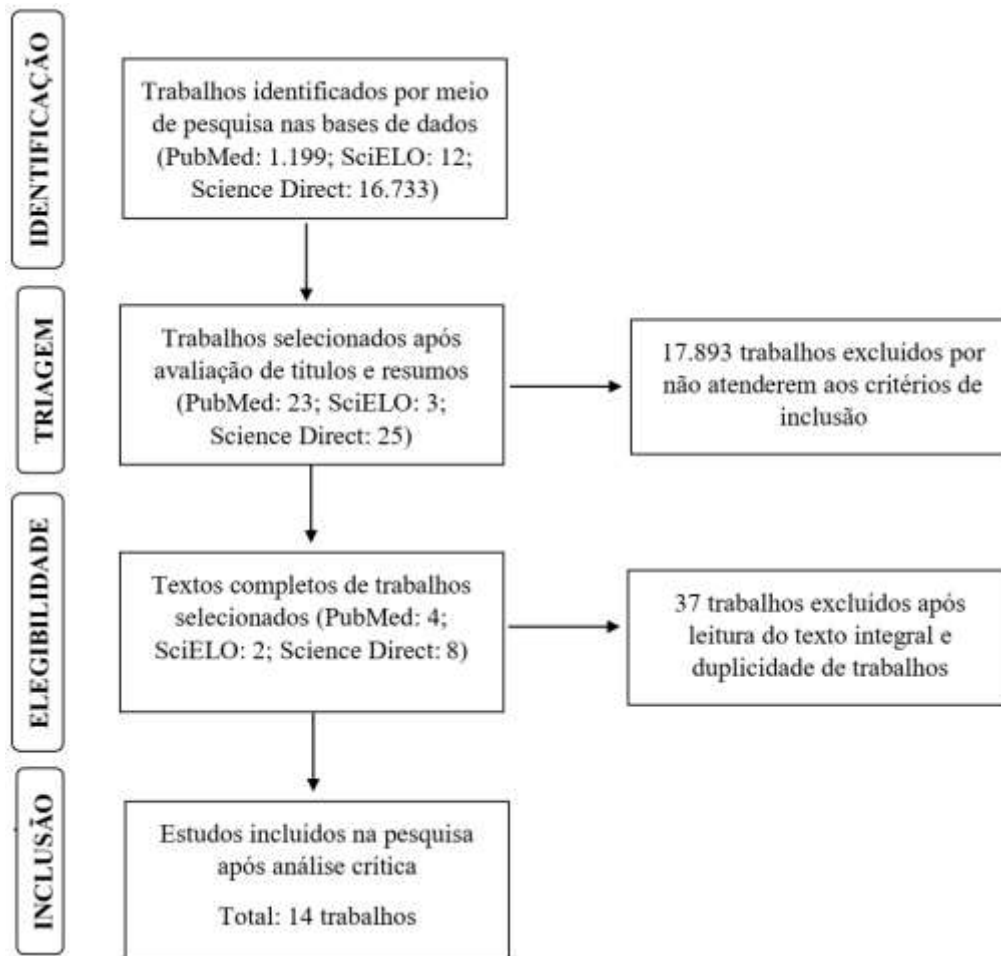 IDENTIFICAÇÃO
Trabalhos identificados por meio
de pesquisa nas bases de dados
(PubMed: 1.199; SciELO: 12;
Science Direct: 16.733)
TRIAGEM
Trabalhos selecionados após
avaliação de titulos e resumos
(PubMed: 23; SciELO: 3;
Science Direct: 25)
17.893 trabalhos excluidos por
não atenderem aos critérios de
inclusão
ELEGIBILIDADE
Textos completos de trabalhos
selecionados (PubMed: 4;
SciELO: 2; Science Direct: 8)
37 trabalhos excluidos após
leitura do texto integral e
duplicidade de trabalhos
INCLUSÃO
Estudos incluidos na pesquisa
após análise crítica
Total: 14 trabalhos